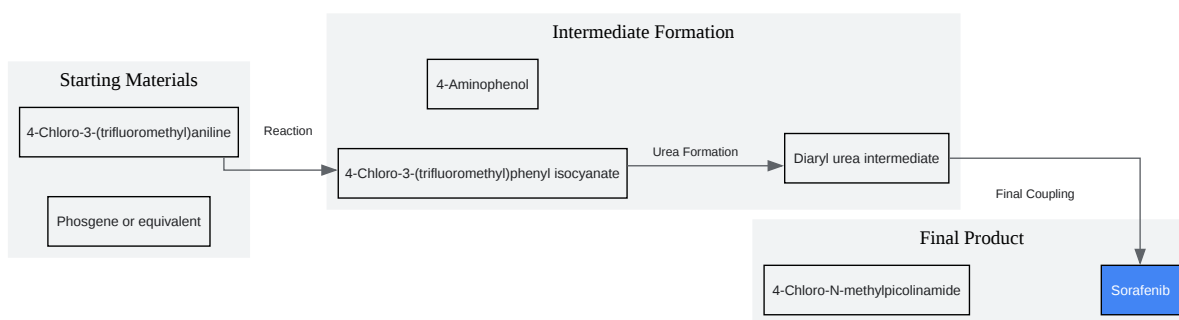 Starting Materials
4-Chloro-3-(trifluoromethyl)aniline
Phosgene or equivalent
Reaction
Intermediate Formation
4-Aminophenol
4-Chloro-3-(trifluoromethyl)phenyl isocyanate
Urea Formation
Diaryl urea intermediate
Final Coupling
Final Product
4-Chloro-N-methylpicolinamide
Sorafenib